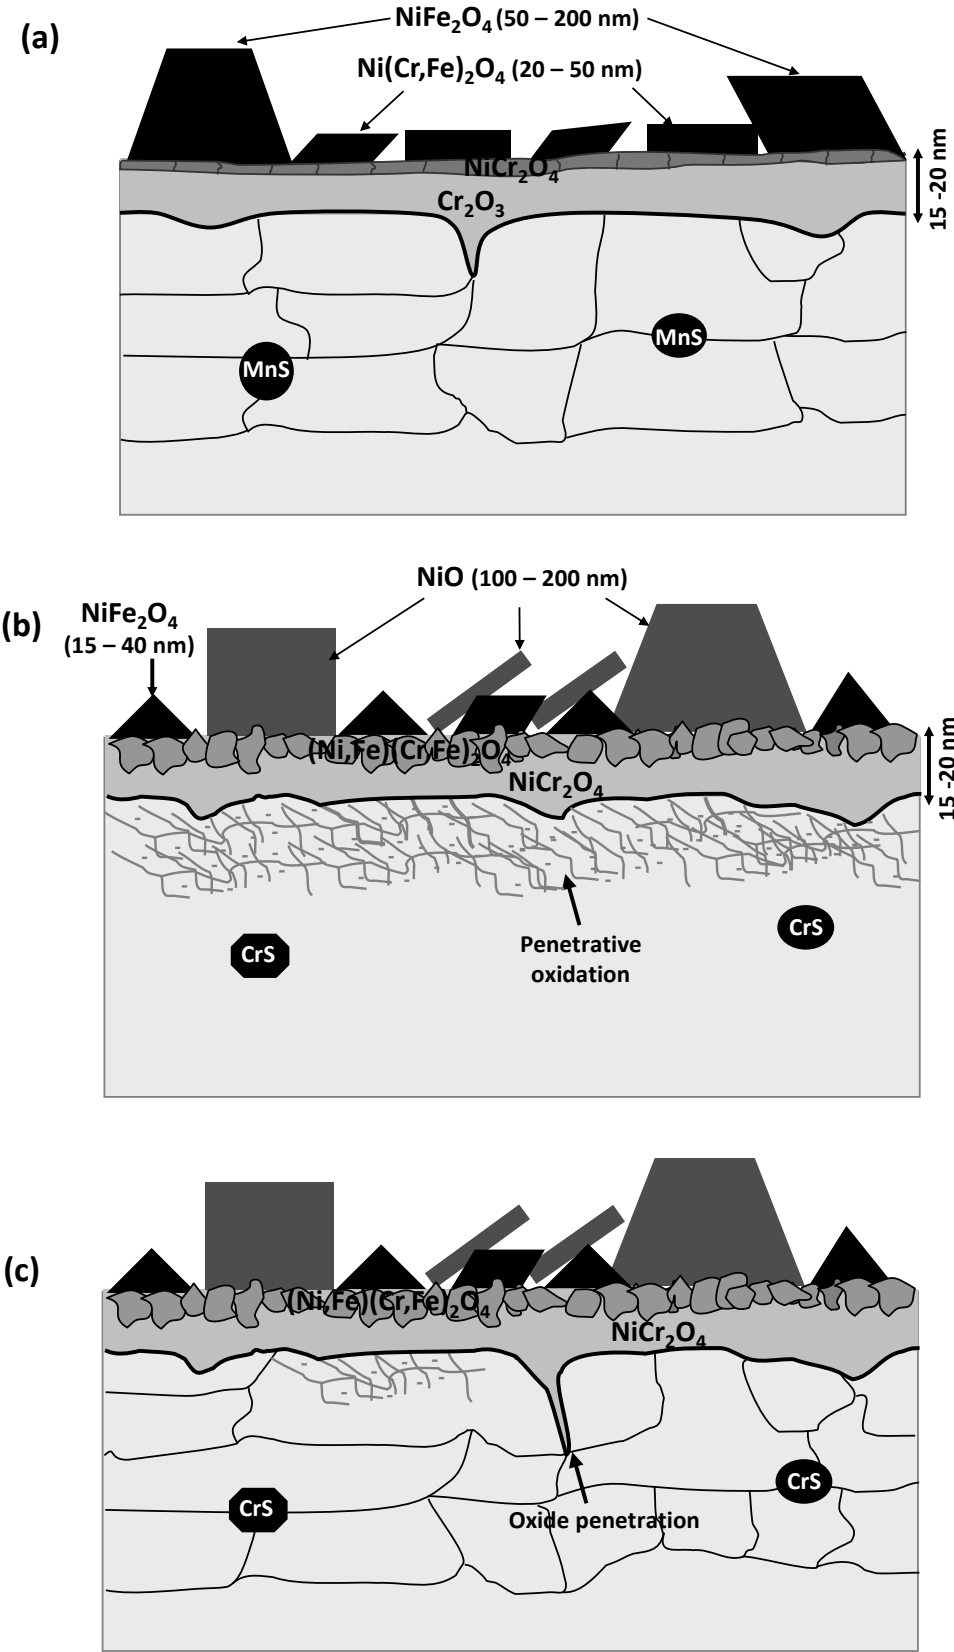 (a)
NiFe₂O₄ (50 – 200 nm)
Ni(Cr,Fe)₂O₄ (20 – 50 nm)
NiCr₂O₄
Cr₂O₃
15 -20 nm
MnS
MnS
(b)
NiO (100 – 200 nm)
NiFe₂O₄
(15 – 40 nm)
(Ni,Fe)(Cr,Fe)₂O₄
NiCr₂O₄
15 -20 nm
CrS
CrS
Penetrative
oxidation
(c)
(Ni,Fe)(Cr,Fe)₂O₄
NiCr₂O₄
CrS
CrS
Oxide penetration